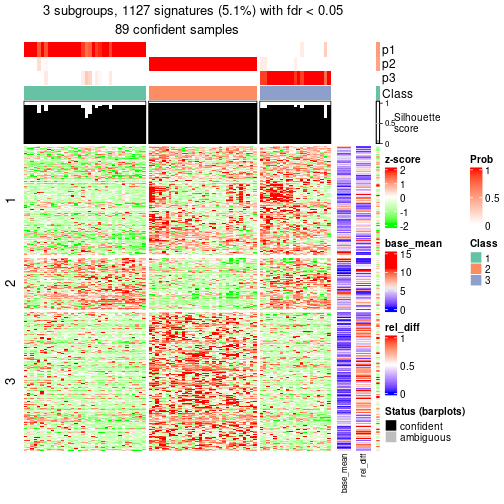 3 subgroups, 1127 signatures (5.1%) with fdr < 0.05
89 confident samples
p1
p2
p3
Class
1
0.5
0
Silhouette
score
1
2
3
base_mean
rel_diff
z-score
2
1
0
-1
-2
base_mean
15
10
5
0
rel_diff
1
0.5
0
Status (barplots)
confident
ambiguous
Prob
1
0.5
0
Class
1
2
3